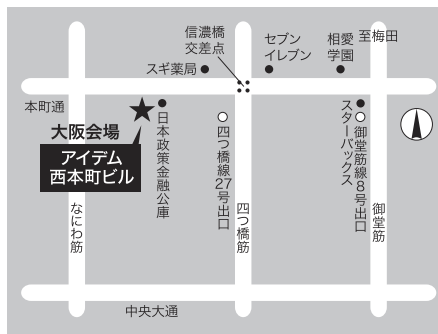 信濃橋
交差点
スギ薬局
セブン
イレブン
相愛
学園
至梅田
本町通
大阪会場
アイデム
西本町ビル
日本政策金融公庫
四つ橋線27号出口
スターバックス
御堂筋線8号出口
なにわ筋
四つ橋筋
御堂筋
中央大通